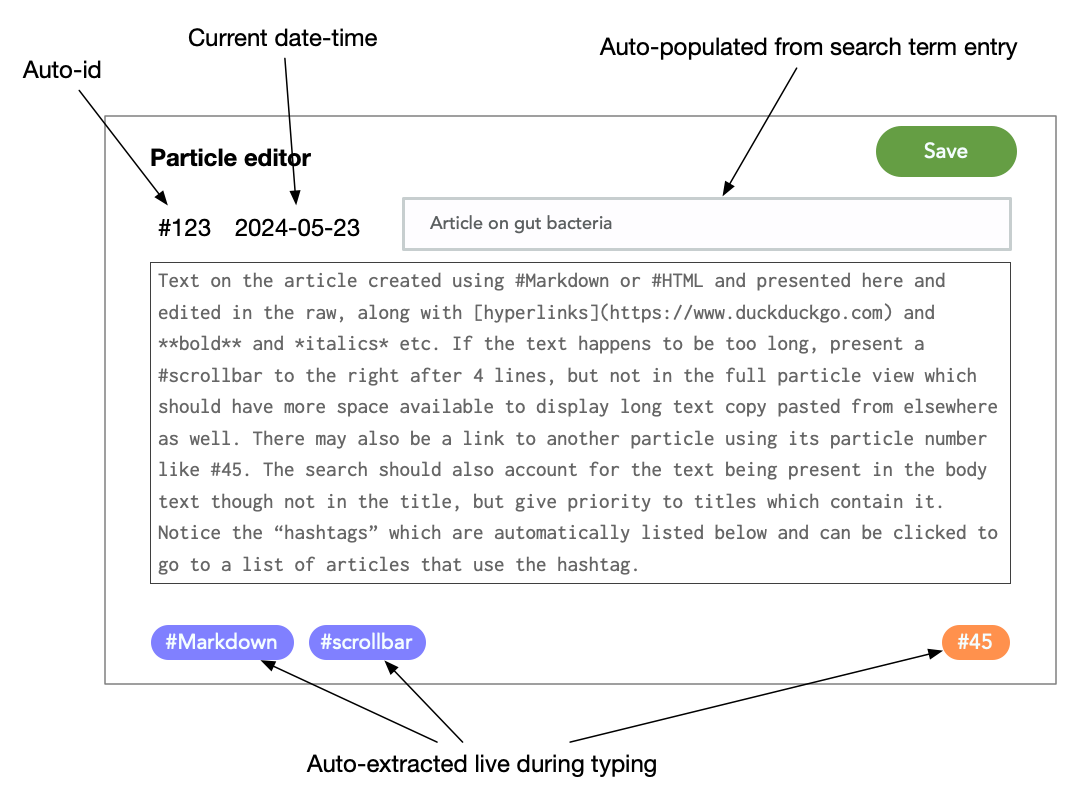 Current date-time
Auto-populated from search term entry
Auto-id
Particle editor
Save
#123 2024-05-23
Article on gut bacteria
Text on the article created using #Markdown or #HTML and presented here and
edited in the raw, along with [hyperlinks](https://www.duckduckgo.com) and
**bold** and *italics* etc. If the text happens to be too long, present a
#scrollbar to the right after 4 lines, but not in the full particle view which
should have more space available to display long text copy pasted from elsewhere
as well. There may also be a link to another particle using its particle number
like #45. The search should also account for the text being present in the body
text though not in the title, but give priority to titles which contain it.
Notice the “hashtags” which are automatically listed below and can be clicked to
go to a list of articles that use the hashtag.
#Markdown #scrollbar #45
Auto-extracted live during typing